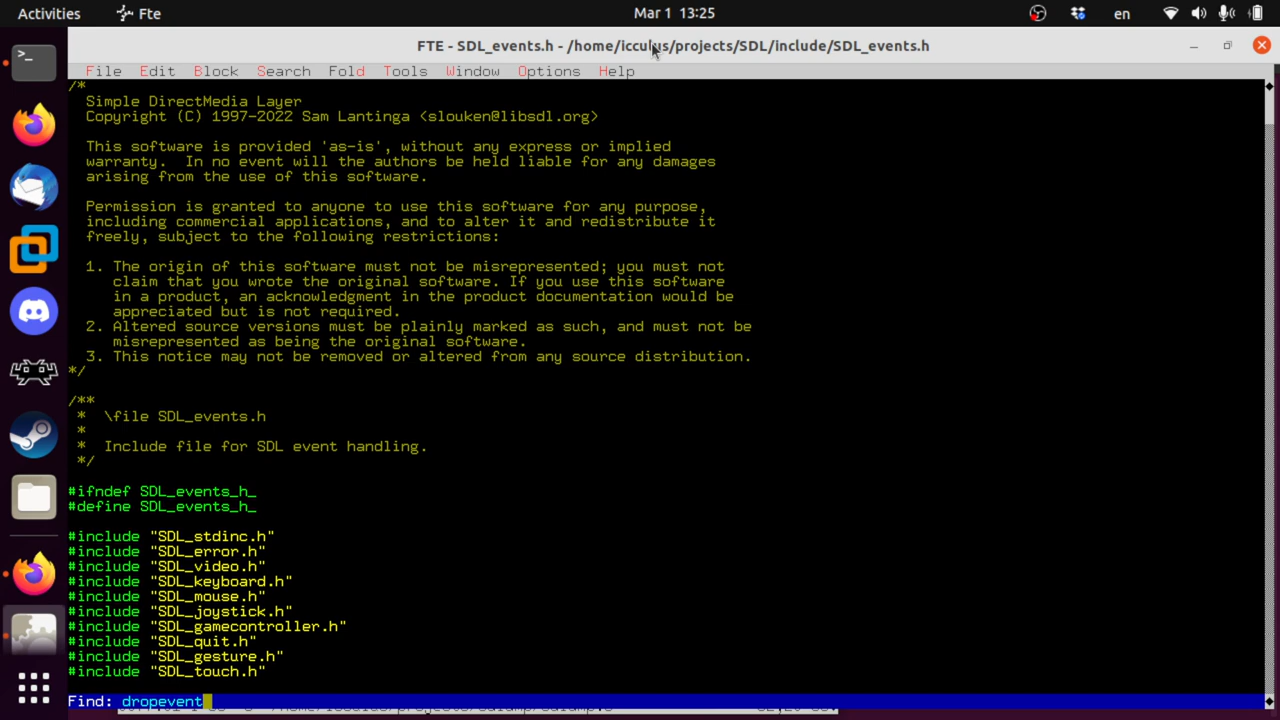 Activities Fte Mar 1 13:25 en
FTE - SDL_events.h - /home/icculus/projects/SDL/include/SDL_events.h
File Edit Block Search Fold Tools Window Options Help
/*
Simple DirectMedia Layer
Copyright (C) 1997-2022 Sam Lantinga <slouken@libsdl.org>
This software is provided 'as-is', without any express or implied
warranty. In no event will the authors be held liable for any damages
arising from the use of this software.
Permission is granted to anyone to use this software for any purpose,
including commercial applications, and to alter it and redistribute it
freely, subject to the following restrictions:
1. The origin of this software must not be misrepresented; you must not
claim that you wrote the original software. If you use this software
in a product, an acknowledgment in the product documentation would be
appreciated but is not required.
2. Altered source versions must be plainly marked as such, and must not be
misrepresented as being the original software.
3. This notice may not be removed or altered from any source distribution.
*/
/**
* \file SDL_events.h
*
* Include file for SDL event handling.
*/
#ifndef SDL_events_h_
#define SDL_events_h_
#include "SDL_stdinc.h"
#include "SDL_error.h"
#include "SDL_video.h"
#include "SDL_keyboard.h"
#include "SDL_mouse.h"
#include "SDL_joystick.h"
#include "SDL_gamecontroller.h"
#include "SDL_quit.h"
#include "SDL_gesture.h"
#include "SDL_touch.h"
Find: dropevent